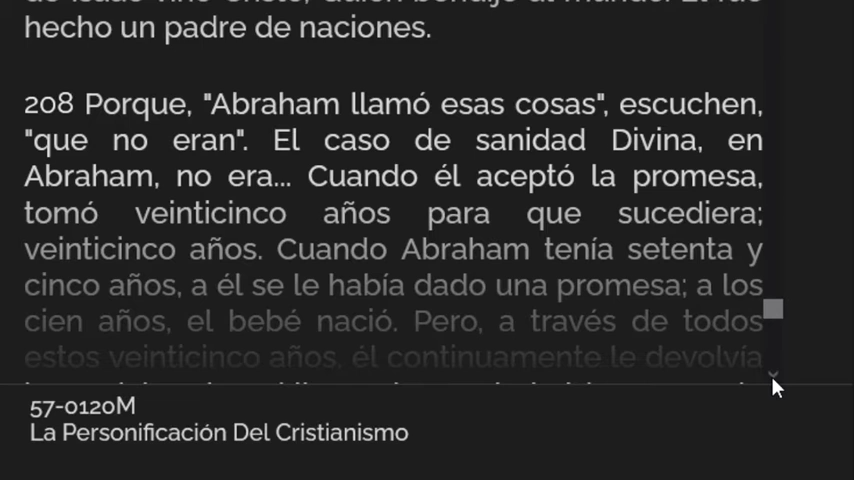 hecho un padre de naciones.
208 Porque, "Abraham llamó esas cosas", escuchen,
"que no eran". El caso de sanidad Divina, en
Abraham, no era... Cuando él aceptó la promesa,
tomó veinticinco años para que sucediera;
veinticinco años. Cuando Abraham tenía setenta y
cinco años, a él se le había dado una promesa; a los
cien años, el bebé nació. Pero, a través de todos
estos veinticinco años, él continuamente le devolvía
57-0120M
La Personificación Del Cristianismo